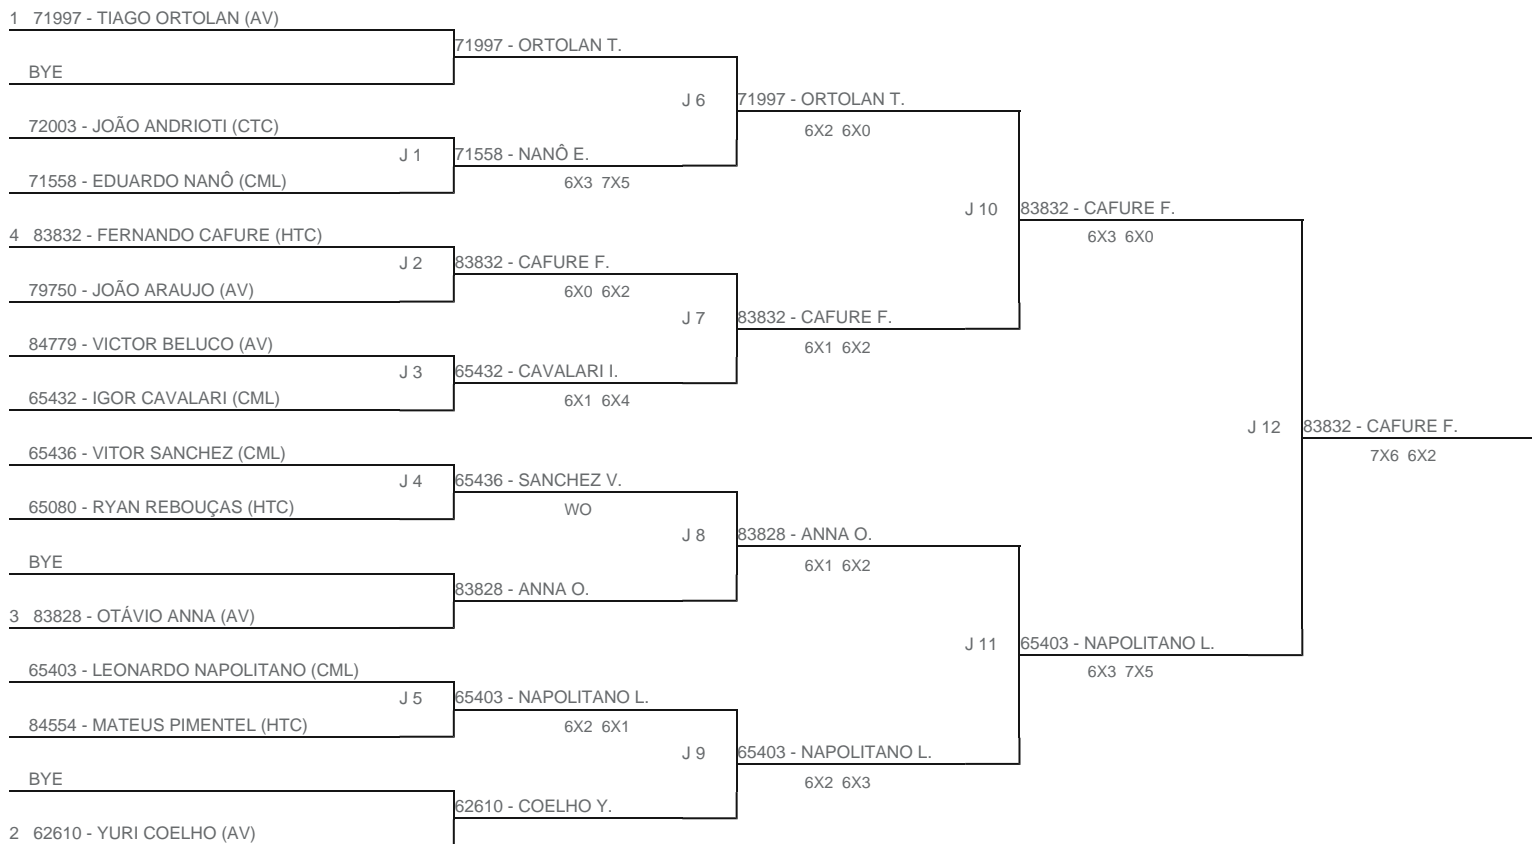 1 71997 - TIAGO ORTOLAN (AV)
71997 - ORTOLAN T.
BYE
J 6
71997 - ORTOLAN T.
6X2 6X0
72003 - JOÃO ANDRIOTI (CTC)
J 1
71558 - NANÔ E.
6X3 7X5
71558 - EDUARDO NANÔ (CML)
J 10
83832 - CAFURE F.
6X3 6X0
4 83832 - FERNANDO CAFURE (HTC)
J 2
83832 - CAFURE F.
6X0 6X2
79750 - JOÃO ARAUJO (AV)
J 7
83832 - CAFURE F.
6X1 6X2
84779 - VICTOR BELUCO (AV)
J 3
65432 - CAVALARI I.
6X1 6X4
65432 - IGOR CAVALARI (CML)
J 12
83832 - CAFURE F.
7X6 6X2
65436 - VITOR SANCHEZ (CML)
J 4
65436 - SANCHEZ V.
WO
65080 - RYAN REBOUÇAS (HTC)
J 8
83828 - ANNA O.
6X1 6X2
BYE
83828 - ANNA O.
3 83828 - OTÁVIO ANNA (AV)
J 11
65403 - NAPOLITANO L.
6X3 7X5
65403 - LEONARDO NAPOLITANO (CML)
J 5
65403 - NAPOLITANO L.
6X2 6X1
84554 - MATEUS PIMENTEL (HTC)
J 9
65403 - NAPOLITANO L.
6X2 6X3
BYE
62610 - COELHO Y.
2 62610 - YURI COELHO (AV)